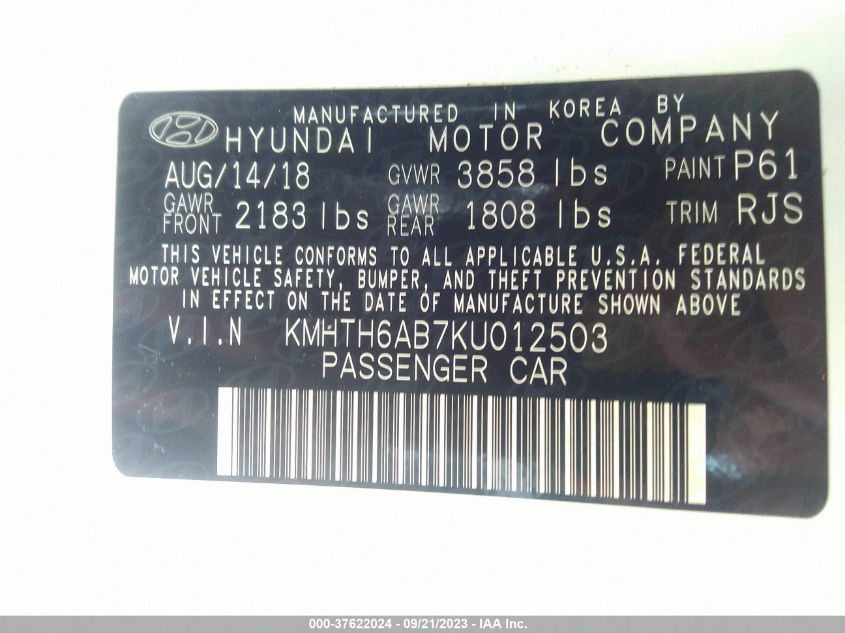 MANUFACTURED IN KOREA BY
HYUNDAI MOTOR COMPANY
AUG/14/18 GVWR 3858 lbs PAINT P61
GAWR FRONT 2183 lbs GAWR REAR 1808 lbs TRIM RJS
THIS VEHICLE CONFORMS TO ALL APPLICABLE U.S.A. FEDERAL
MOTOR VEHICLE SAFETY, BUMPER, AND THEFT PREVENTION STANDARDS
IN EFFECT ON THE DATE OF MANUFACTURE SHOWN ABOVE
V.I.N KMHTH6AB7KU012503
PASSENGER CAR
000-37622024 - 09/21/2023 - IAA Inc.